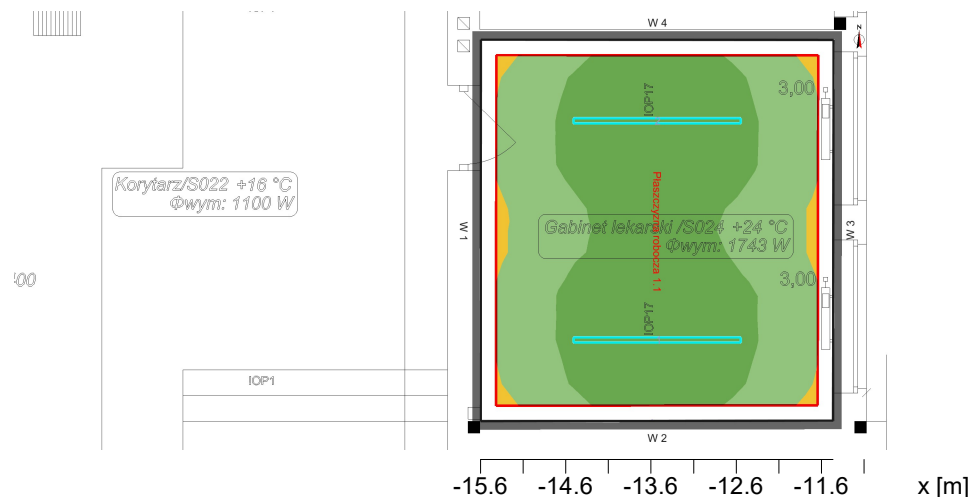 IOP1
W 4
z
3,00
IOP17
Korytarz/S022 +16 °C
Φwym: 1100 W
W 1
Płaszczyzna robocza 1.1
Gabinet lekarski /S024 +24 °C
Φwym: 1743 W
W 3
3,00
IOP17
IOP1
W 2
-15.6 -14.6 -13.6 -12.6 -11.6 x [m]